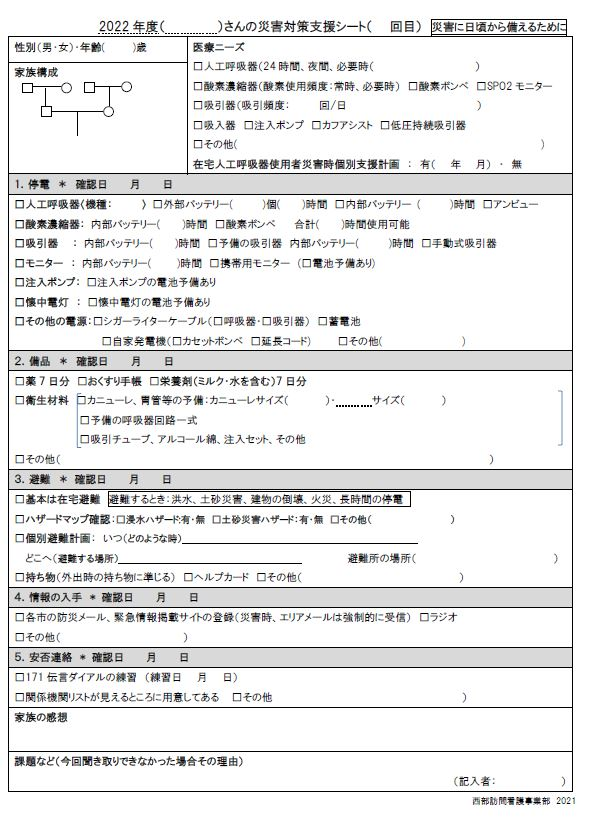 2022 年度(　　　　)さんの災害対策支援シート(　回目)　災害に日頃から備えるために
性別(男・女)・年齢(　　)歳
家族構成
医療ニーズ
□人工呼吸器(24 時間、夜間、必要時(　　　　)
□酸素濃縮器(酸素使用頻度:常時、必要時)　□酸素ボンベ　□SPO2 モニター
□吸引器(吸引頻度:　　回/日　　　　)
□吸入器　□注入ポンプ　□カフアシスト　□低圧持続吸引器
□その他(　　　　)
在宅人工呼吸器使用者災害時個別支援計画 : 有(　年　月)・ 無
1. 停電 ＊ 確認日　　月　　日
□人工呼吸器〈機種:　　　〉□外部バッテリー(　　)個(　　)時間 □内部バッテリー (　　)時間 □アンビュー
□酸素濃縮器: 内部バッテリー(　　)時間 □酸素ボンベ　合計(　　)時間使用可能
□吸引器　: 内部バッテリー(　　)時間 □予備の吸引器 内部バッテリー(　　)時間 □手動式吸引器
□モニター : 内部バッテリー(　　)時間 □携帯用モニター (□電池予備あり)
□注入ポンプ: □注入ポンプの電池予備あり
□懐中電灯 : □懐中電灯の電池予備あり
□その他の電源:□シガーライターケーブル(□呼吸器・□吸引器) □蓄電池
□自家発電機(□カセットボンベ □延長コード)　□その他(　　　　)
2. 備品 ＊ 確認日　　月　　日
□薬 7 日分 □おくすり手帳 □栄養剤(ミルク・水を含む)7 日分
□衛生材料 □カニューレ、胃管等の予備:カニューレサイズ(　　)・　　　サイズ(　　)
□予備の呼吸器回路一式
□吸引チューブ、アルコール綿、注入セット、その他
□その他(　　　　)
3. 避難 ＊ 確認日　　月　　日
□基本は在宅避難 避難するとき:洪水、土砂災害、建物の倒壊、火災、長時間の停電
□ハザードマップ確認:□浸水ハザード:有・無 □土砂災害ハザード:有・無 □その他(　　　　)
□個別避難計画: いつ(どのような時)
どこへ(避難する場所)　　　　避難所の場所(　　　　)
□持ち物(外出時の持ち物に準じる) □ヘルプカード □その他(　　　　)
4. 情報の入手 ＊ 確認日　　月　　日
□各市の防災メール、緊急情報掲載サイトの登録(災害時、エリアメールは強制的に受信) □ラジオ
□その他(　　　　)
5. 安否連絡 ＊ 確認日　　月　　日
□171 伝言ダイアルの練習 (練習日　月　日)
□関係機関リストが見えるところに用意してある　□その他　　　　)
家族の感想
課題など(今回聞き取りできなかった場合その理由)
(記入者:　　　　)
西部訪問看護事業部 2021